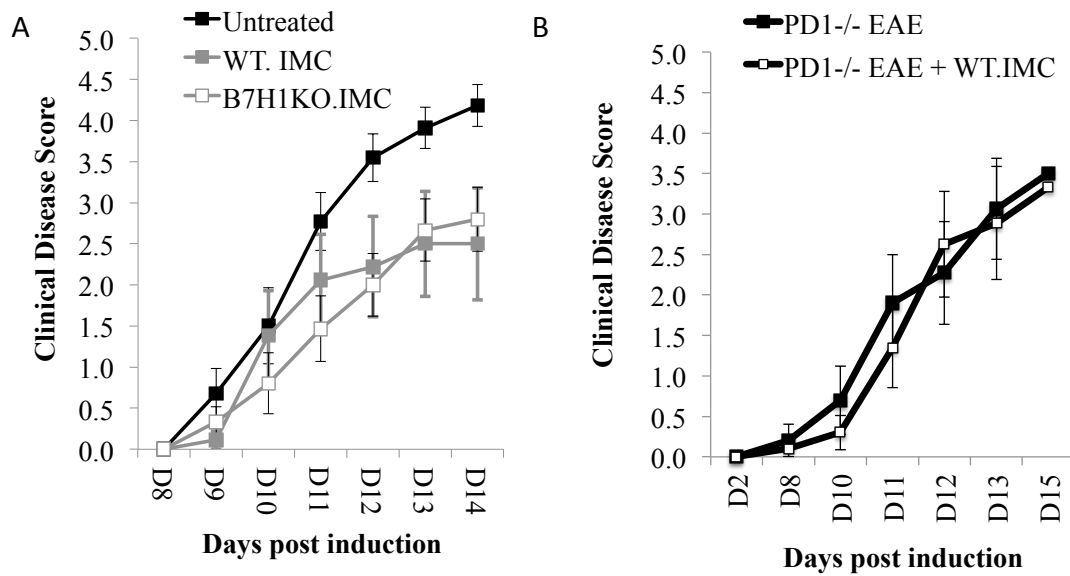 A
Untreated
WT. IMC
B7H1KO.IMC
5.0
4.5
4.0
3.5
3.0
2.5
2.0
1.5
1.0
0.5
0.0
Clinical Disease Score
D8
D9
D10
D11
D12
D13
D14
Days post induction
B
PD1-/- EAE
PD1-/- EAE + WT.IMC
5.0
4.5
4.0
3.5
3.0
2.5
2.0
1.5
1.0
0.5
0.0
Clinical Disaese Score
D2
D8
D10
D11
D12
D13
D15
Days post induction